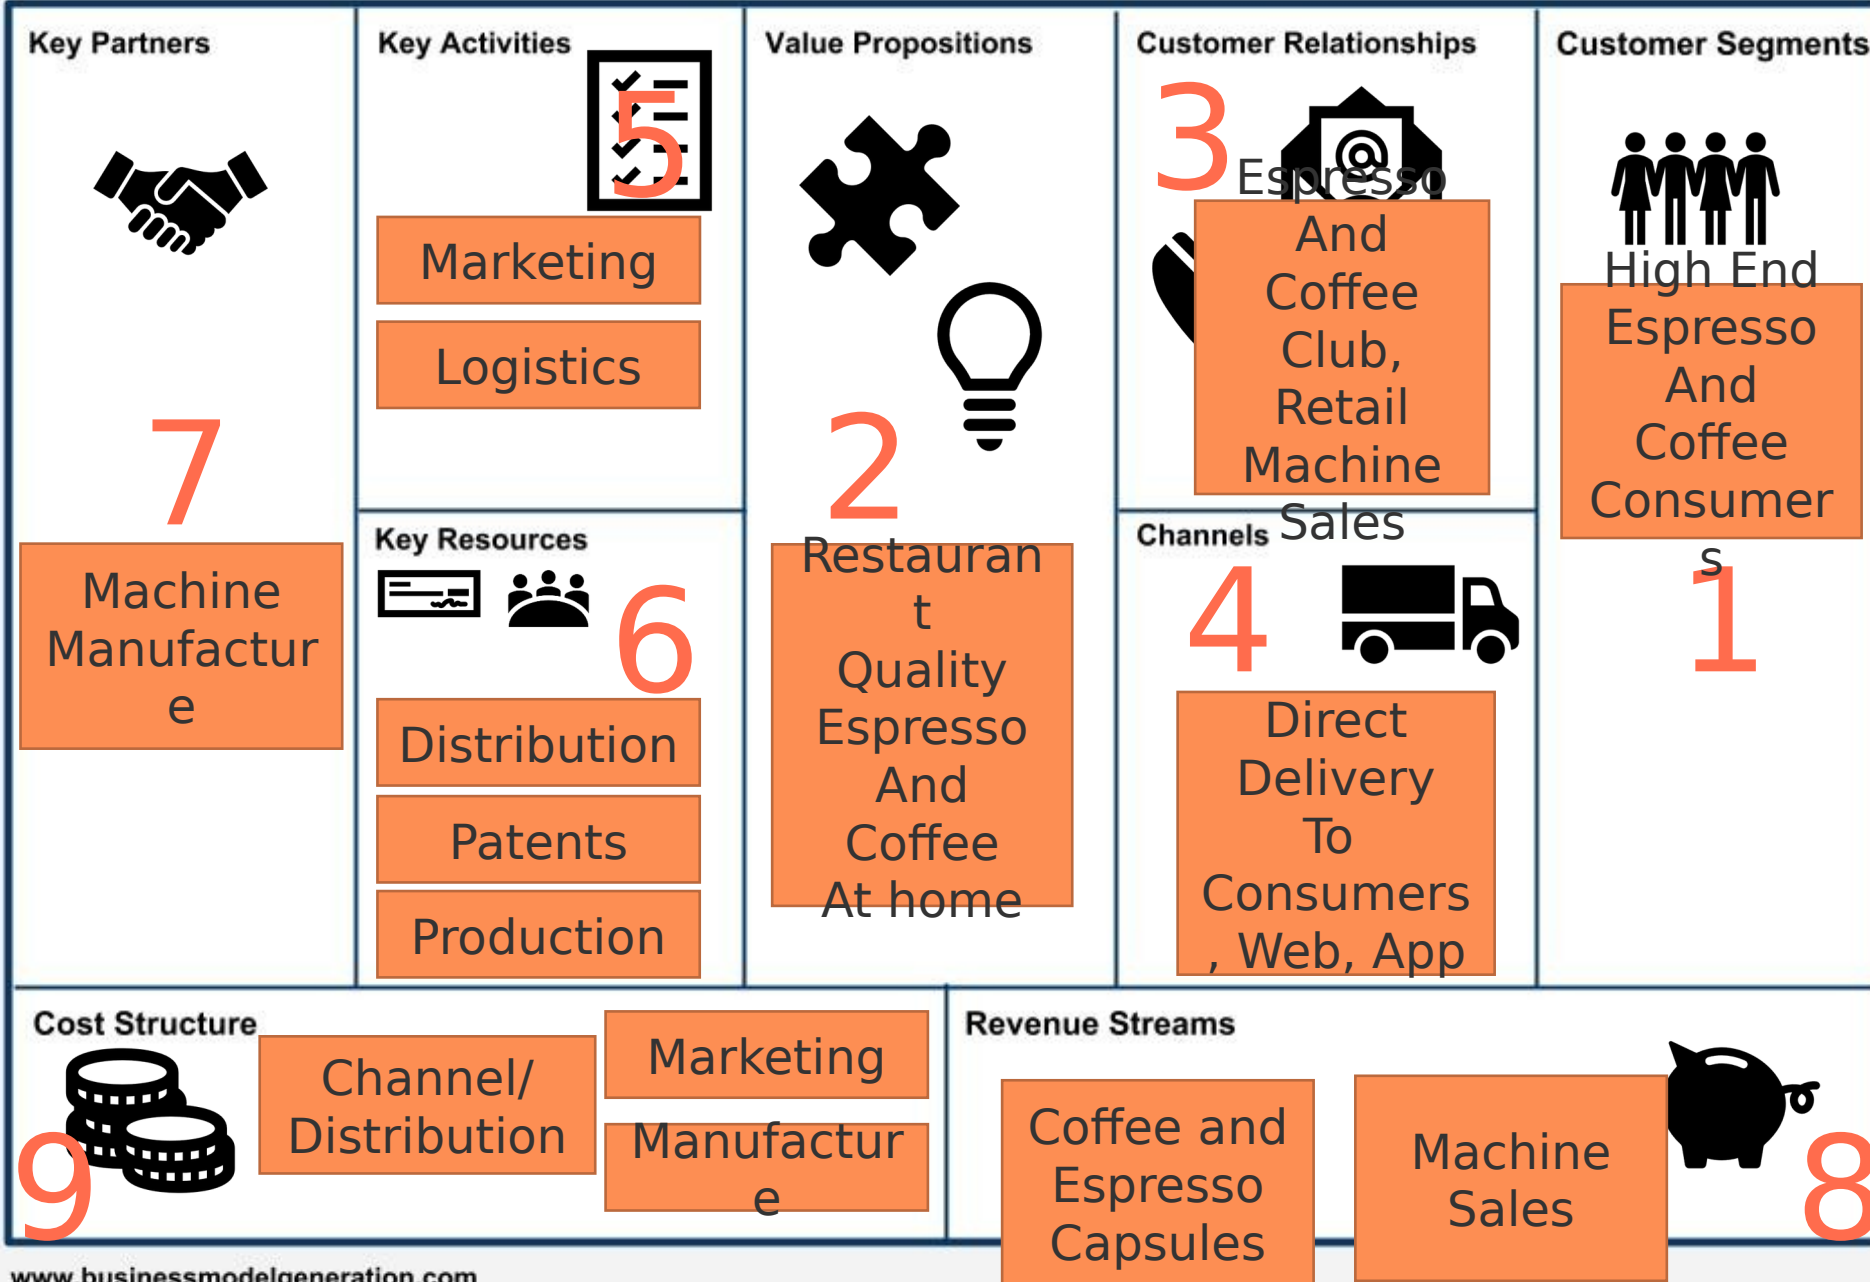 Key Partners
7
Machine
Manufactur
e
Key Activities
5
Marketing
Logistics
Key Resources
6
Distribution
Patents
Production
Value Propositions
2
Restauran
t
Quality
Espresso
And
Coffee
At home
Customer Relationships
3
Espresso
And
Coffee
Club,
Retail
Machine
Sales
Channels
4
Direct
Delivery
To
Consumers
, Web, App
Customer Segments
High End
Espresso
And
Coffee
Consumer
s
1
Cost Structure
9
Channel/
Distribution
Marketing
Manufactur
e
Revenue Streams
Coffee and
Espresso
Capsules
Machine
Sales
8
www.businessmodelgeneration.com